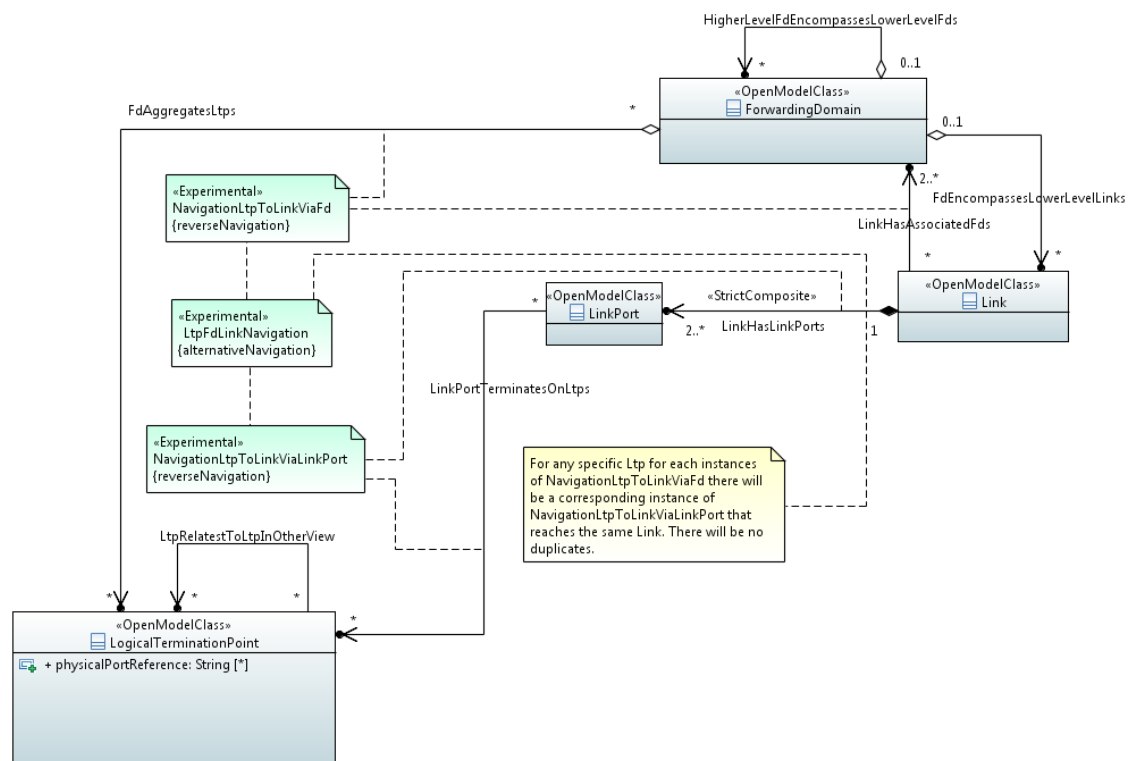 HigherLevelFdEncompassesLowerLevelFds
*
0..1
«OpenModelClass»
ForwardingDomain
FdAggregatesLtps
*
0..1
«Experimental»
NavigationLtpToLinkViaFd
{reverseNavigation}
2..*
FdEncompassesLowerLevelLinks
LinkHasAssociatedFds
*
*
«Experimental»
LtpFdLinkNavigation
{alternativeNavigation}
*
«OpenModelClass»
LinkPort
«StrictComposite»
2..*
LinkHasLinkPorts
1
«OpenModelClass»
Link
LinkPortTerminatesOnLtps
«Experimental»
NavigationLtpToLinkViaLinkPort
{reverseNavigation}
For any specific Ltp for each instances
of NavigationLtpToLinkViaFd there will
be a corresponding instance of
NavigationLtpToLinkViaLinkPort that
reaches the same Link. There will be no
duplicates.
LtpRelatestToLtpInOtherView
*
*
*
*
«OpenModelClass»
LogicalTerminationPoint
+ physicalPortReference: String [*]